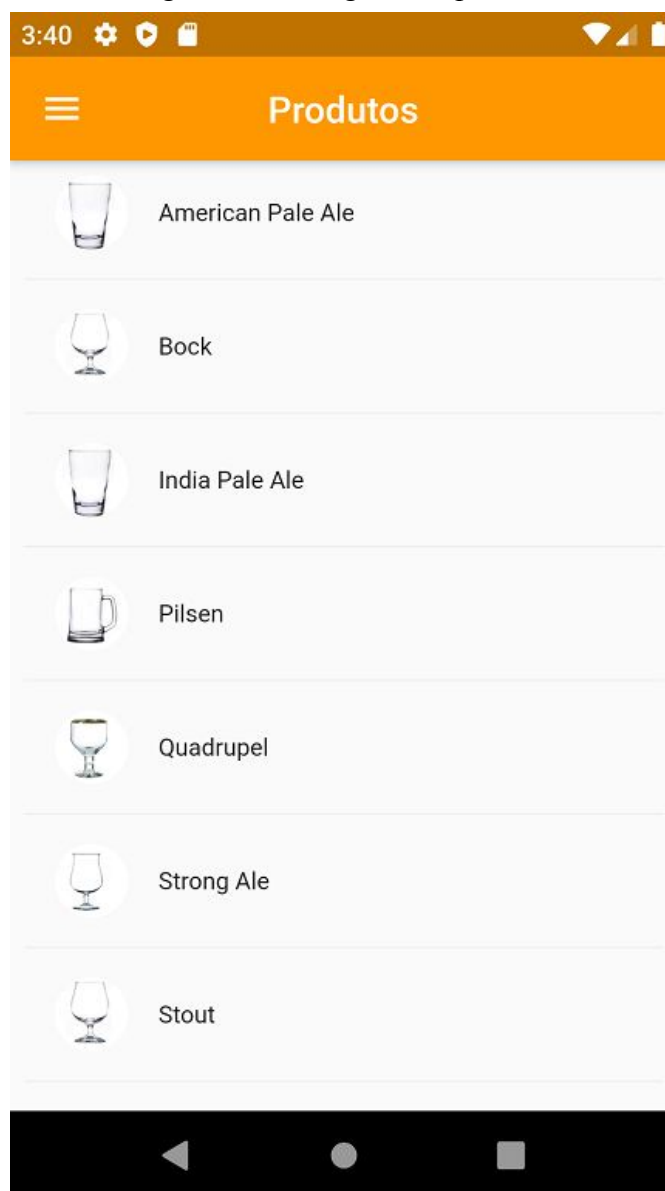 3:40
Produtos
American Pale Ale
Bock
India Pale Ale
Pilsen
Quadrupel
Strong Ale
Stout